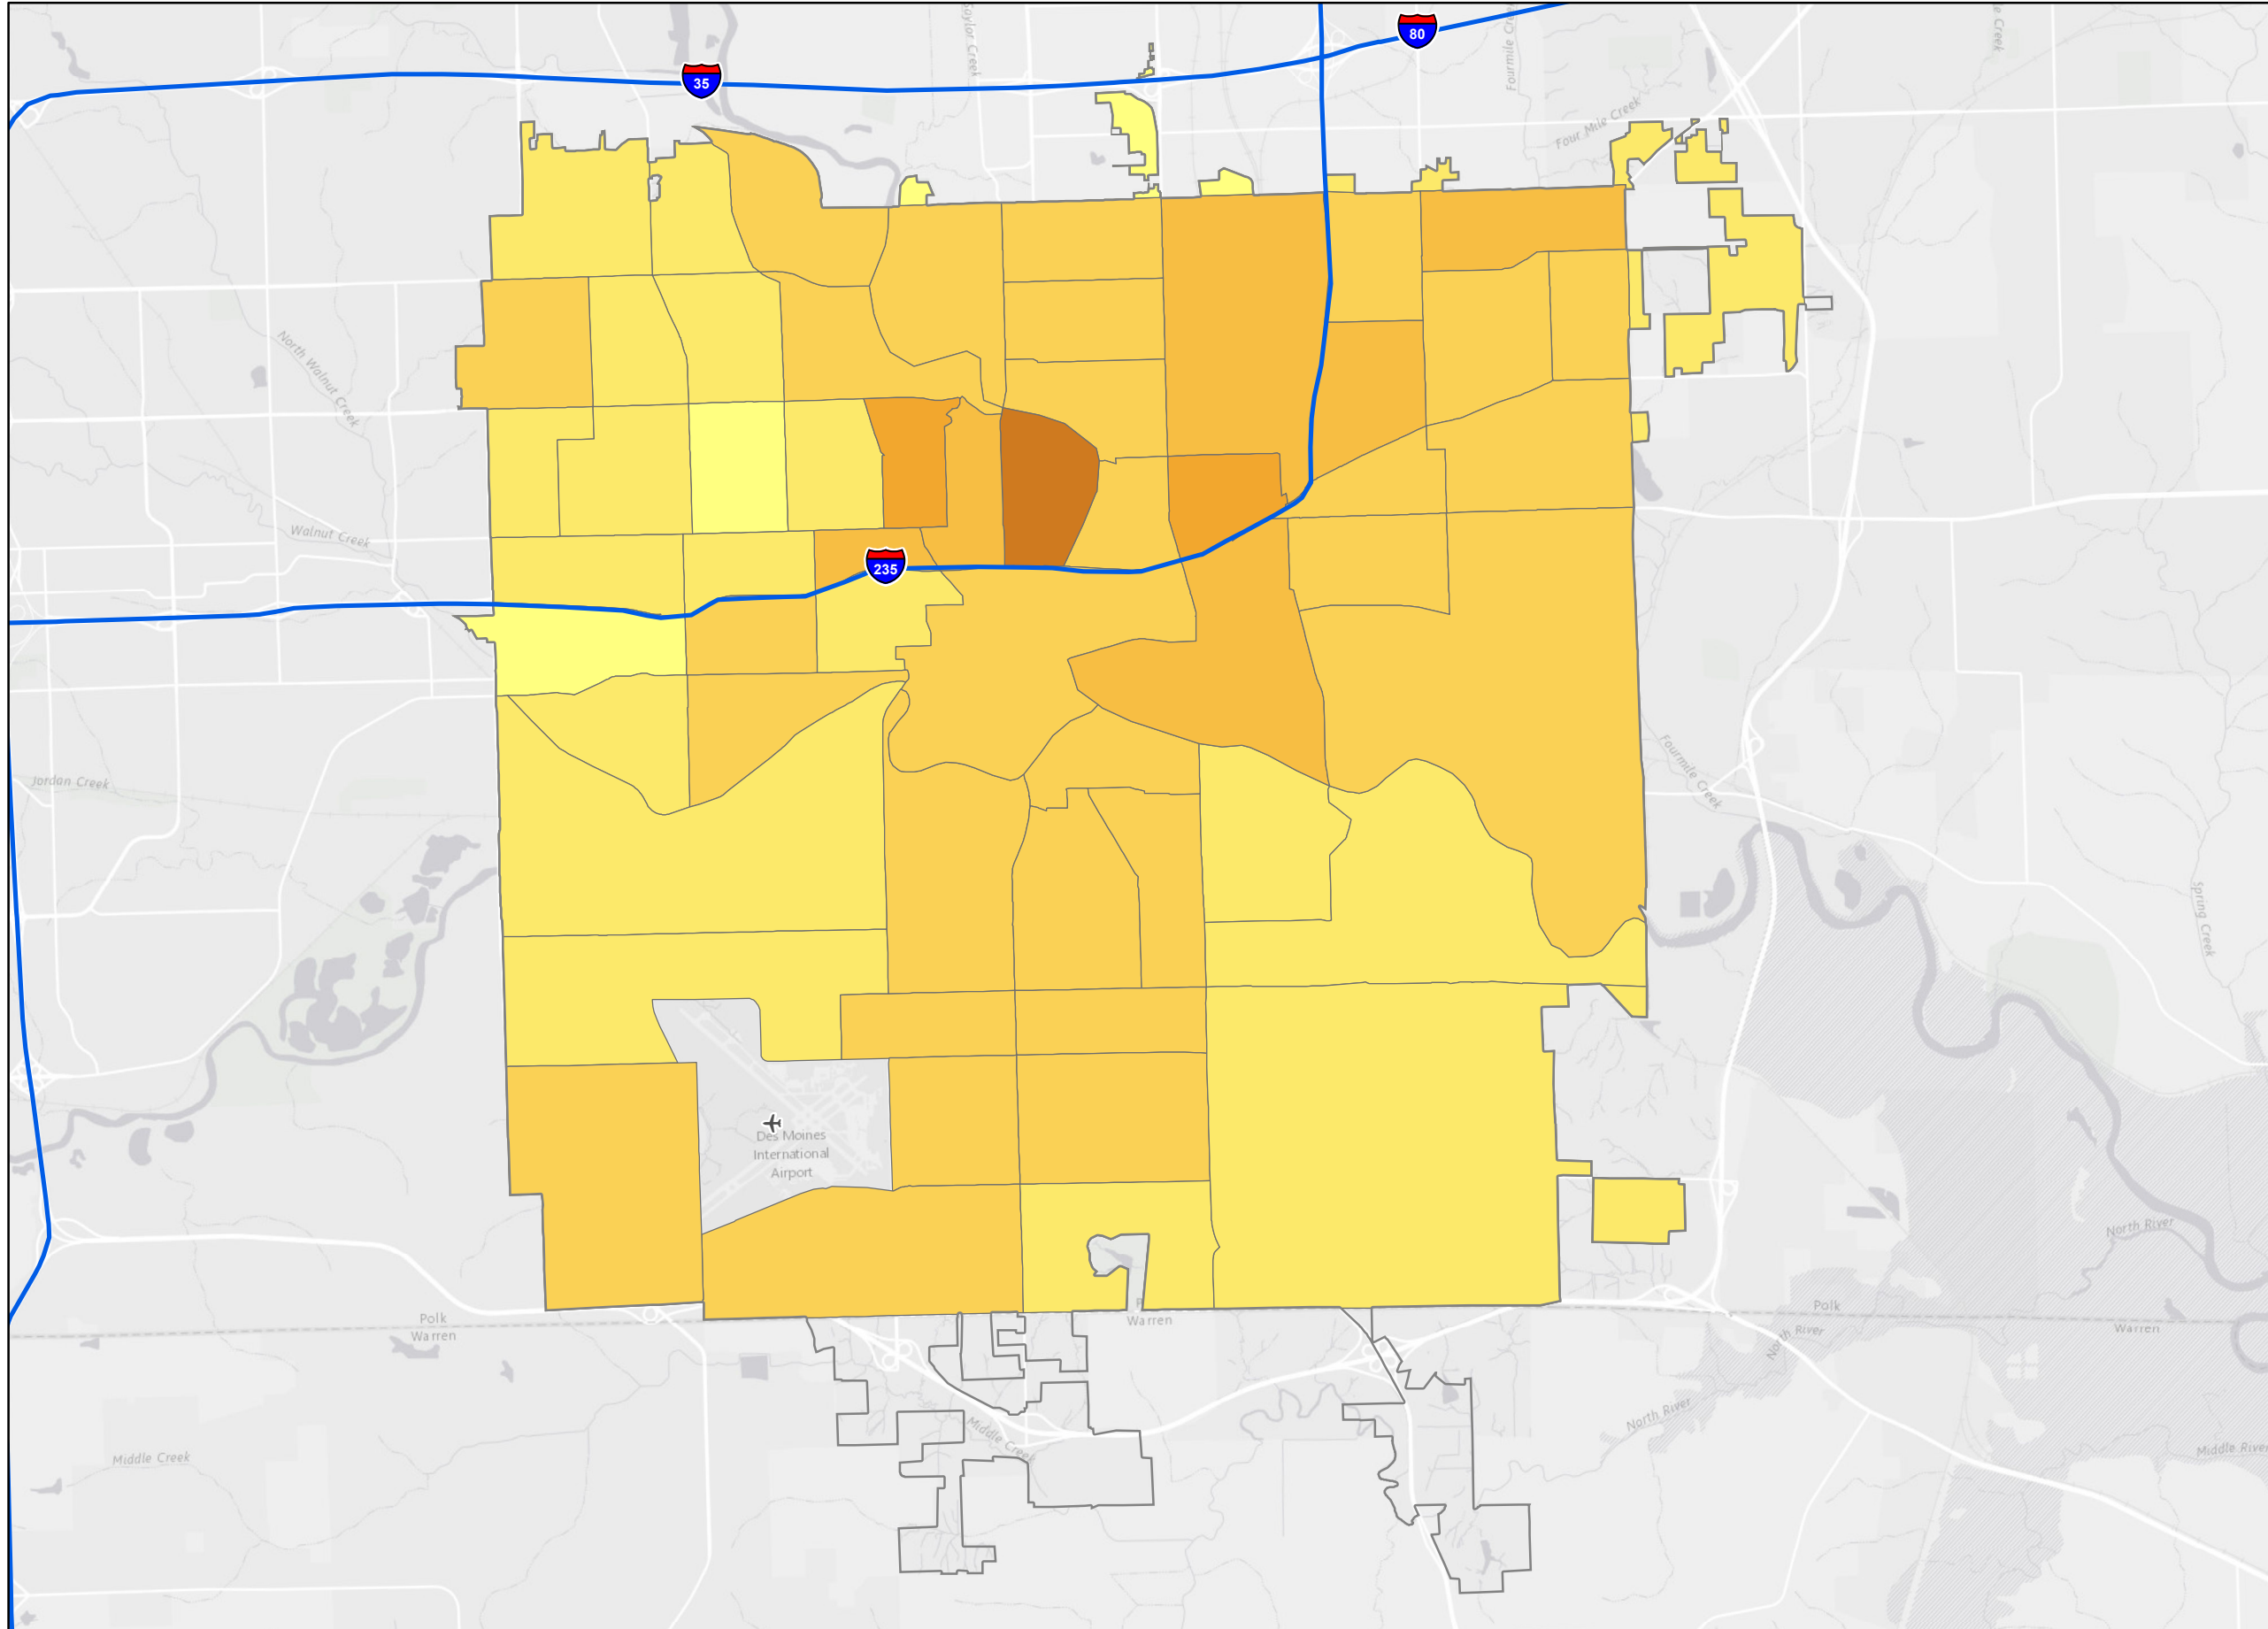 Saylor Creek
Fourmile Creek
80
35
Four Mile Creek
North Walnut Creek
Walnut Creek
235
Jordan Creek
Fourmile Creek
Spring Creek
Des Moines
International
Airport
North River
Polk
Warren
Warren
Polk
Warren
North River
North River
Middle Creek
Middle Creek
Middle River